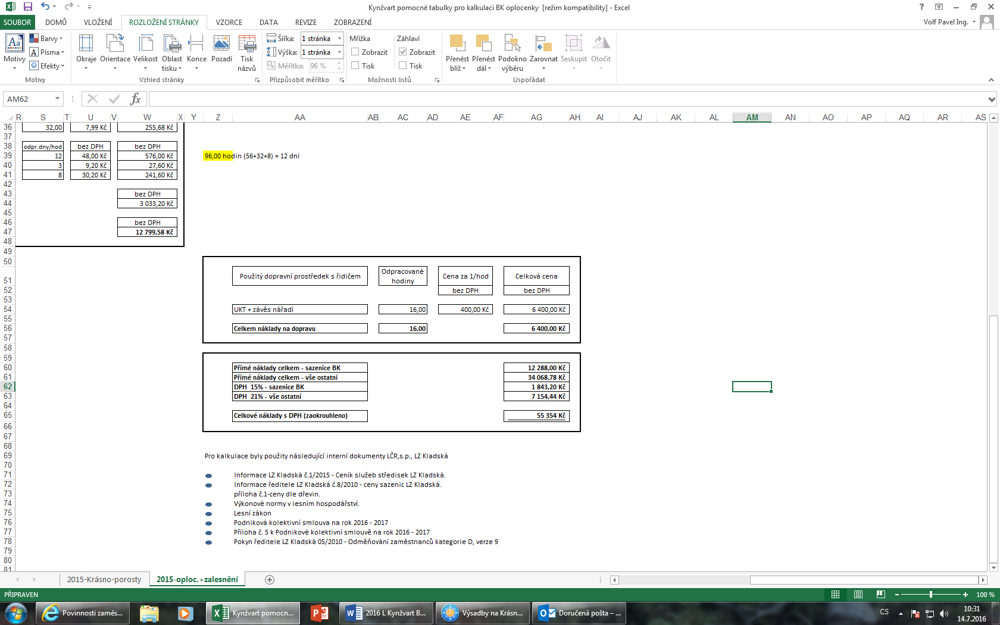 Kynžvart pomocné tabulky pro kalkulaci BK oplocenky [režim kompatibility] - Excel
SOUBOR DOMŮ VLOŽENÍ ROZLOŽENÍ STRÁNKY VZORCE DATA REVIZE ZOBRAZENÍ Volf Pavel Ing.
Motivy Barvy Písma Efekty
Motivy
Okraje Orientace Velikost Oblast tisku Konce Pozadí Tisk názvů
Vzhled stránky
Šířka: 1 stránka
Výška: 1 stránka
Měřítko: 96 %
Přizpůsobit měřítko
Mřížka Záhlaví
Zobrazit Zobrazit
Tisk Tisk
Možnosti listů
Přenést blíž Přenést dál Podokno výběru Zarovnat Seskupit Otočit
Uspořádat
AM62 fx
R S T U V W X Y Z AA AB AC AD AE AF AG AH AI AJ AK AL AM AN AO AP AQ AR AS
36 32,00 7,99 Kč 255,68 Kč
37
38 odpr.dny/hod bez DPH bez DPH
39 12 48,00 Kč 576,00 Kč 96,00 hodin (56+32+8) = 12 dní
40 3 9,20 Kč 27,60 Kč
41 8 30,20 Kč 241,60 Kč
42
43 bez DPH
44 3 033,20 Kč
45
46 bez DPH
47 12 799,58 Kč
48
49
50
51 Použitý dopravní prostředek s řidičem Odpracované hodiny Cena za 1/hod Celková cena
52 bez DPH bez DPH
53
54 UKT + závěs nářadí 16,00 400,00 Kč 6 400,00 Kč
55
56 Celkem náklady na dopravu 16,00 6 400,00 Kč
57
58
59
60 Přímé náklady celkem - sazenice BK 12 288,00 Kč
61 Přímé náklady celkem - vše ostatní 34 068,78 Kč
62 DPH 15% - sazenice BK 1 843,20 Kč
63 DPH 21% - vše ostatní 7 154,44 Kč
64
65 Celkové náklady s DPH (zaokrouhleno) 55 354 Kč
66
67
68
69 Pro kalkulace byly použity následující interní dokumenty LČR,s.p., LZ Kladská
70
71 Informace LZ Kladská č.1/2015 - Ceník služeb středisek LZ Kladská.
72 Informace ředitele LZ Kladská č.8/2010 - ceny sazenic LZ Kladská.
73 příloha č.1-ceny dle dřevin.
74 Výkonové normy v lesním hospodářství.
75 Lesní zákon
76 Podniková kolektivní smlouva na rok 2016 - 2017
77 Příloha č. 5 k Podnikové kolektivní smlouvě na rok 2016 - 2017
78 Pokyn ředitele LZ Kladská 05/2010 - Odměňování zaměstnanců kategorie D, verze 9
79
80
81
2015-Krásno-porosty 2015-oploc.+zalesnění
PŘIPRAVEN 100 %
Povinnosti zaměs... Kynžvart pomocn... 2016 L Kynžvart B... Výsadby na Krásn... Doručená pošta – ... CS 10:31
14.7.2016